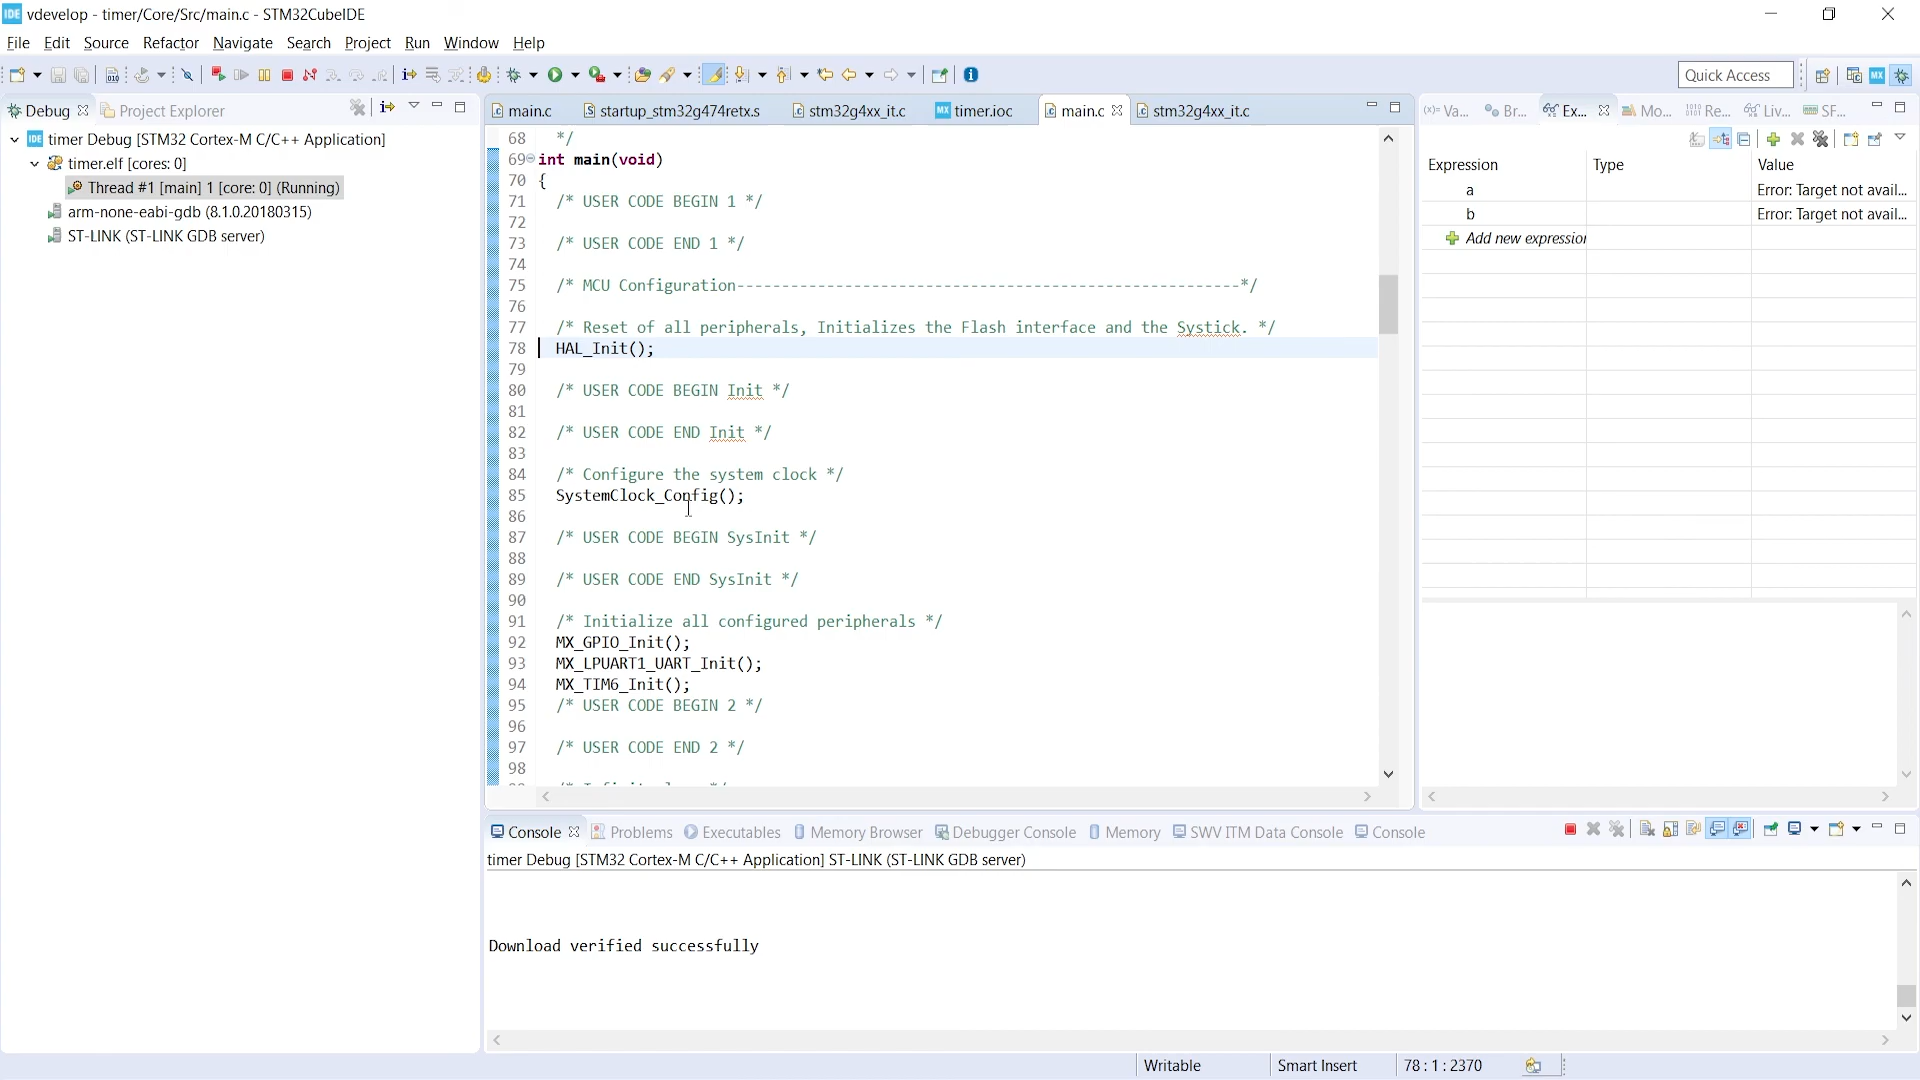 IDE vdevelop - timer/Core/Src/main.c - STM32CubeIDE
File Edit Source Refactor Navigate Search Project Run Window Help
Quick Access
Debug Project Explorer
timer Debug [STM32 Cortex-M C/C++ Application]
timer.elf [cores: 0]
Thread #1 [main] 1 [core: 0] (Running)
arm-none-eabi-gdb (8.1.0.20180315)
ST-LINK (ST-LINK GDB server)
main.c startup_stm32g474retx.s stm32g4xx_it.c timer.ioc main.c stm32g4xx_it.c
68 */
69 int main(void)
70 {
71 /* USER CODE BEGIN 1 */
72
73 /* USER CODE END 1 */
74
75 /* MCU Configuration--------------------------------------------------------*/
76
77 /* Reset of all peripherals, Initializes the Flash interface and the Systick. */
78 HAL_Init();
79
80 /* USER CODE BEGIN Init */
81
82 /* USER CODE END Init */
83
84 /* Configure the system clock */
85 SystemClock_Config();
86
87 /* USER CODE BEGIN SysInit */
88
89 /* USER CODE END SysInit */
90
91 /* Initialize all configured peripherals */
92 MX_GPIO_Init();
93 MX_LPUART1_UART_Init();
94 MX_TIM6_Init();
95 /* USER CODE BEGIN 2 */
96
97 /* USER CODE END 2 */
98
(x)= Va... Br... Ex... Mo... Re... Liv... SF...
Expression Type Value
a Error: Target not avail...
b Error: Target not avail...
Add new expression
Console Problems Executables Memory Browser Debugger Console Memory SWV ITM Data Console Console
timer Debug [STM32 Cortex-M C/C++ Application] ST-LINK (ST-LINK GDB server)
Download verified successfully
Writable Smart Insert 78 : 1 : 2370